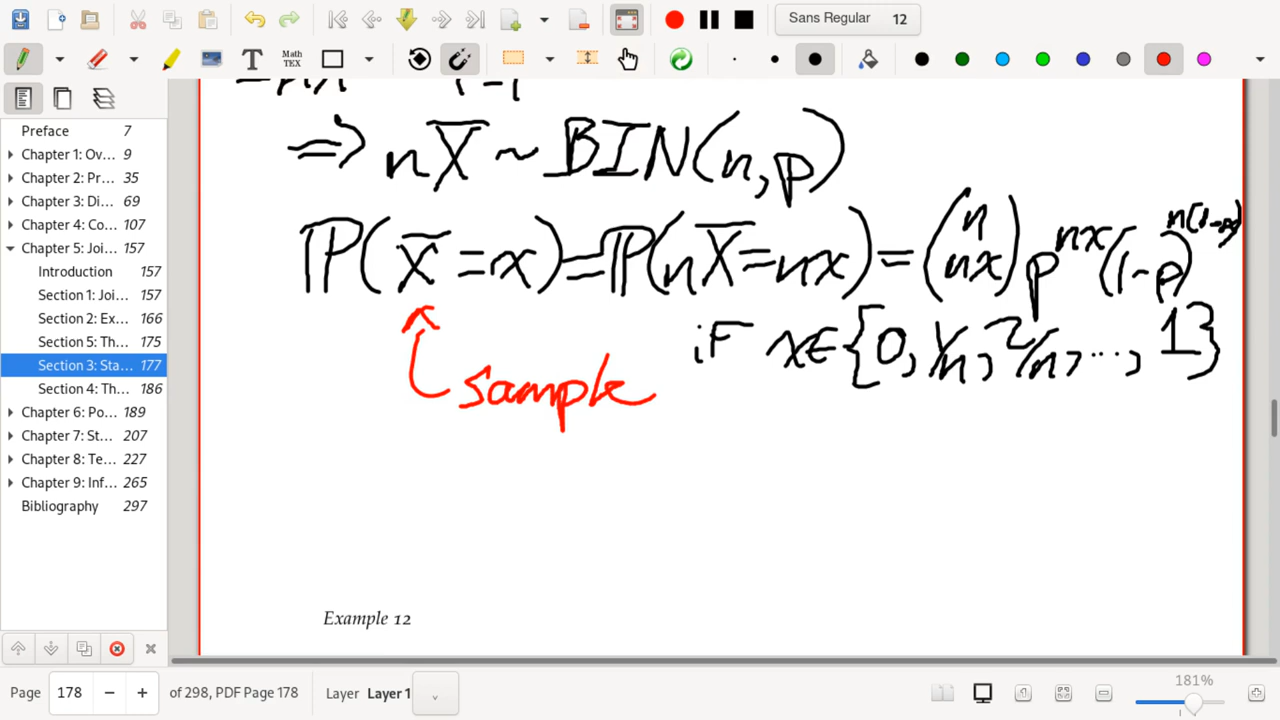 Sans Regular 12
Math TEX
Preface 7
Chapter 1: Ov... 9
Chapter 2: Pr... 35
Chapter 3: Di... 69
Chapter 4: Co... 107
Chapter 5: Joi... 157
Introduction 157
Section 1: Joi... 157
Section 2: Ex... 166
Section 5: Th... 175
Section 3: Sta... 177
Section 4: Th... 186
Chapter 6: Po... 189
Chapter 7: St... 207
Chapter 8: Te... 227
Chapter 9: Inf... 265
Bibliography 297
⇒ nX̅ ~ BIN(n,p)
ℙ(X̅=x)=ℙ(nX̅=nx)=(n nx)p^nx(1-p)^n(1-x)
if x∈{0, 1/n, 2/n, ..., 1}
sample
Example 12
Page 178 − + of 298, PDF Page 178 Layer Layer 1
181%